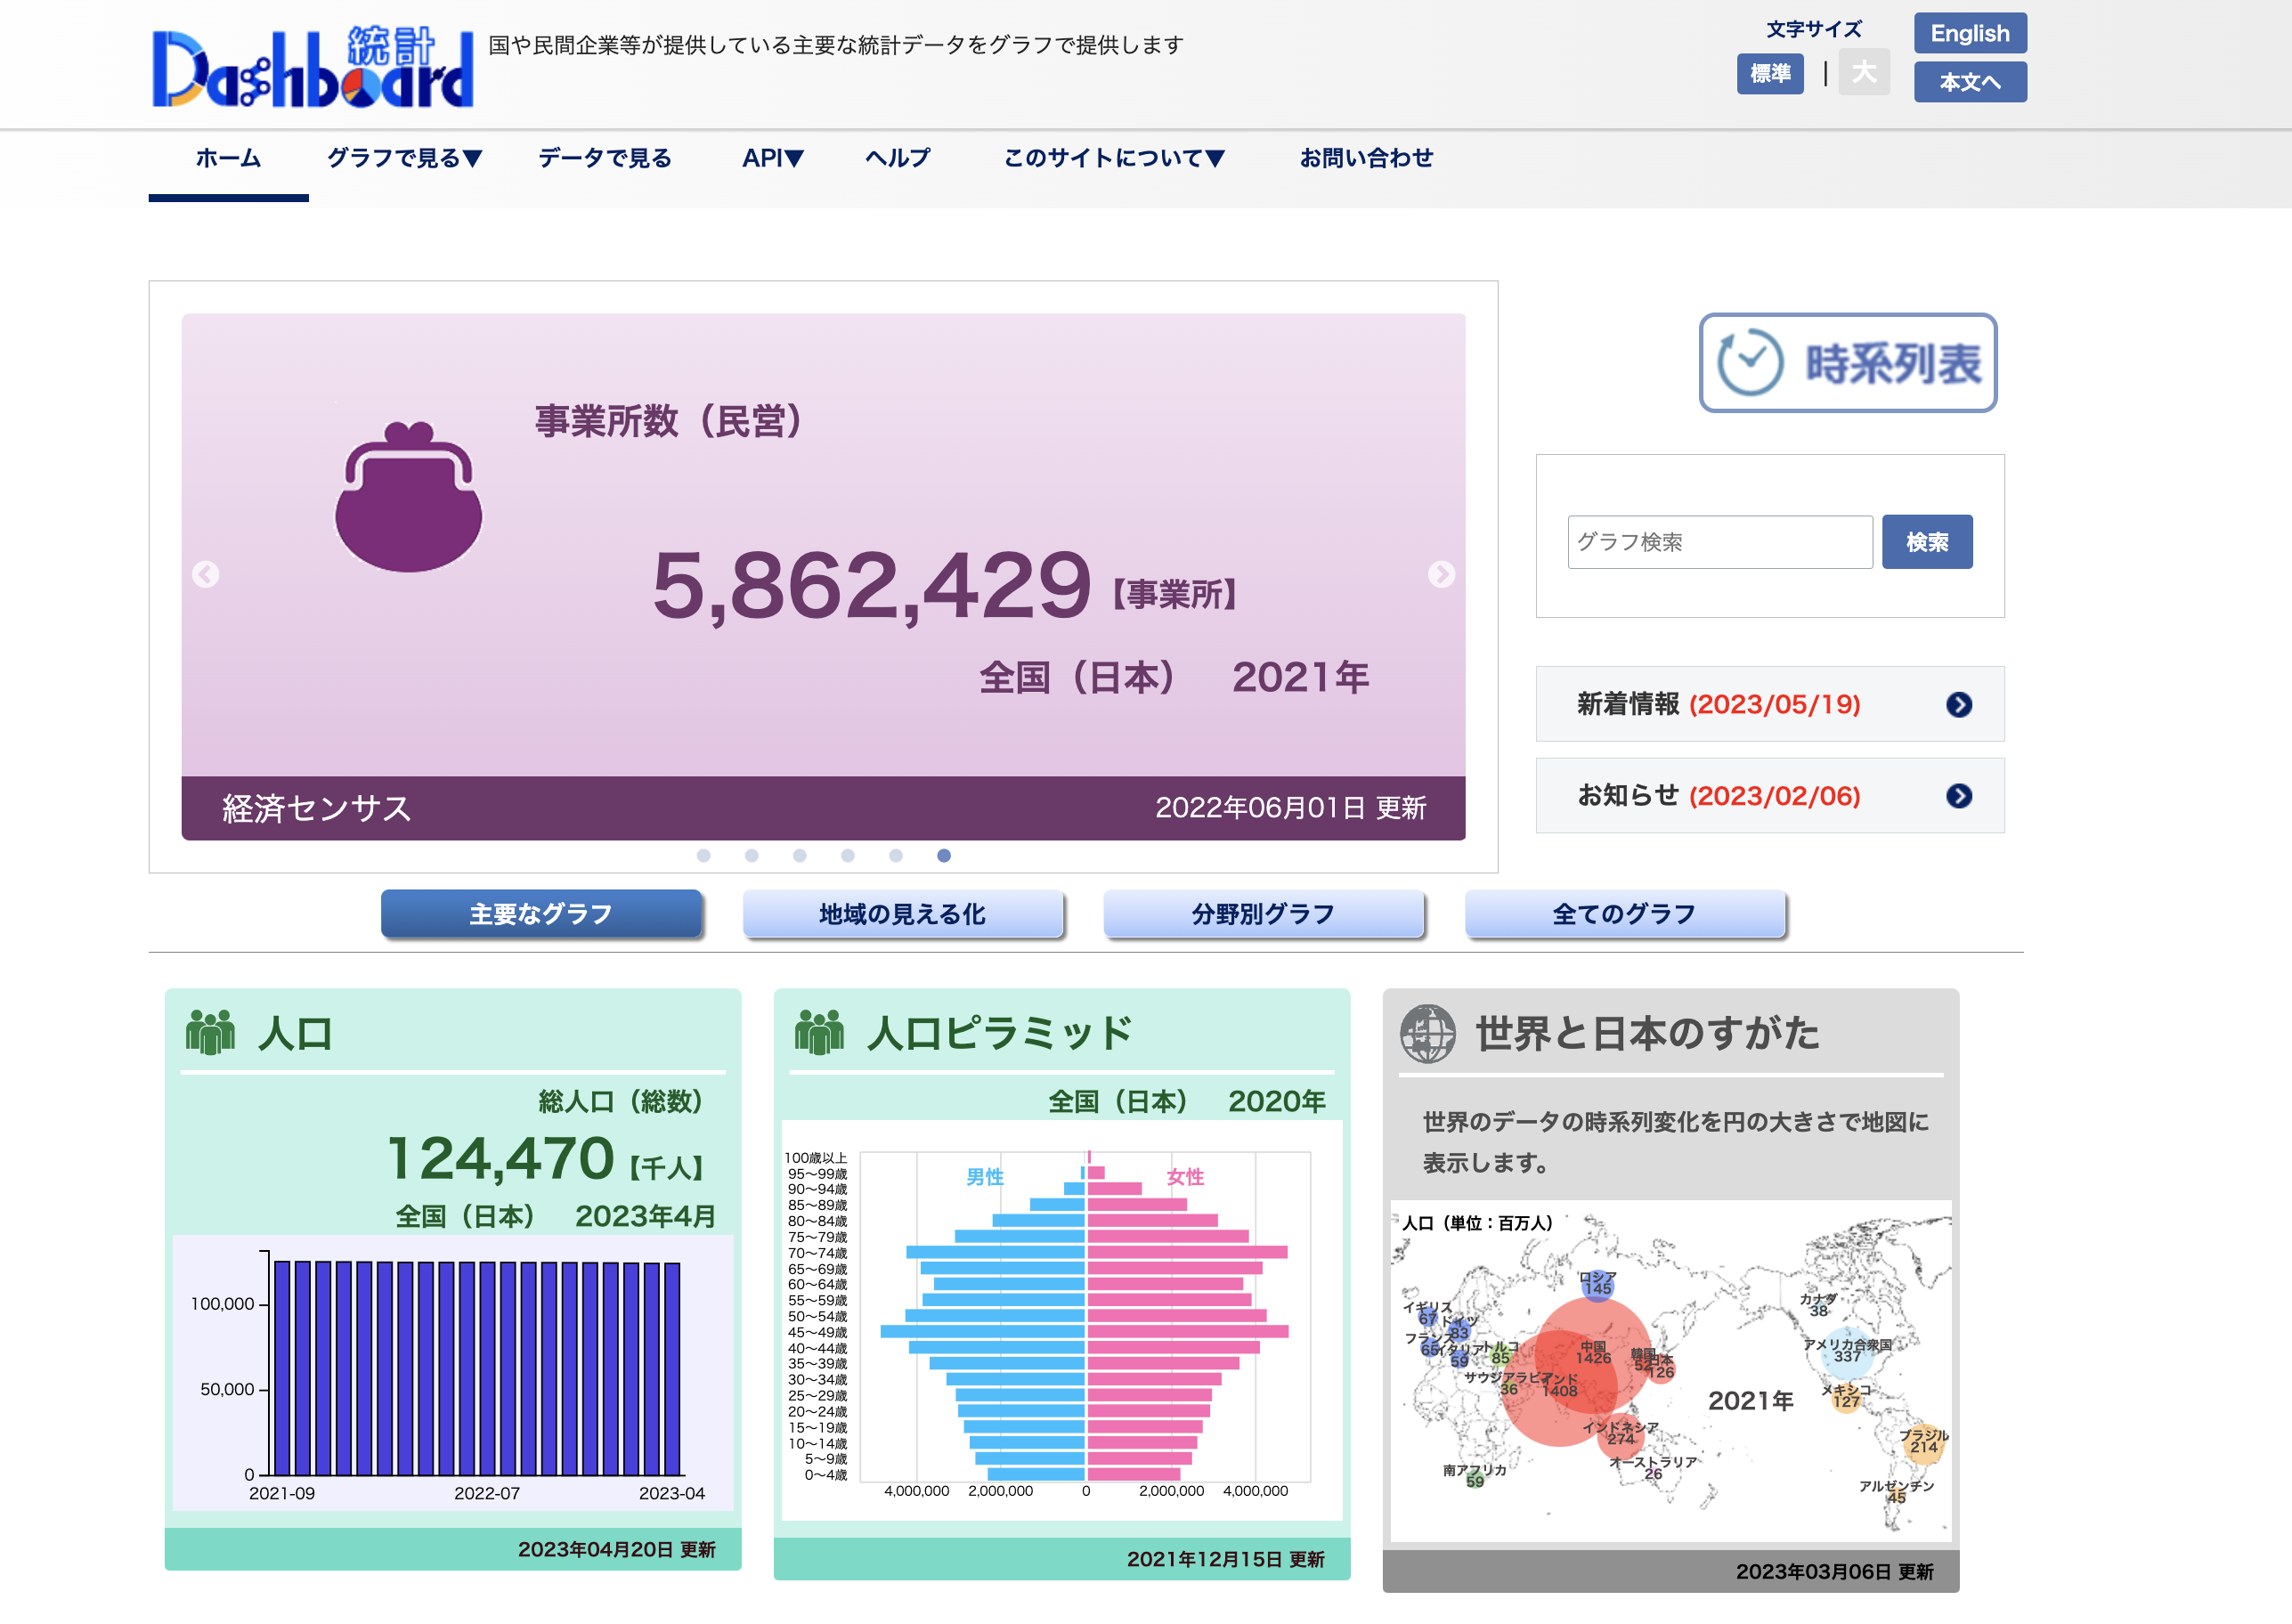 統計
Dashboard
国や民間企業等が提供している主要な統計データをグラフで提供します
文字サイズ
標準 | 大
English
本文へ
ホーム グラフで見る▼ データで見る API▼ ヘルプ このサイトについて▼ お問い合わせ
事業所数（民営）
5,862,429【事業所】
全国（日本） 2021年
経済センサス 2022年06月01日 更新
時系列表
グラフ検索 検索
新着情報 (2023/05/19)
お知らせ (2023/02/06)
主要なグラフ 地域の見える化 分野別グラフ 全てのグラフ
人口
総人口（総数）
124,470【千人】
全国（日本） 2023年4月
100,000
50,000
0
2021-09 2022-07 2023-04
2023年04月20日 更新
人口ピラミッド
全国（日本） 2020年
男性 女性
100歳以上
95〜99歳
90〜94歳
85〜89歳
80〜84歳
75〜79歳
70〜74歳
65〜69歳
60〜64歳
55〜59歳
50〜54歳
45〜49歳
40〜44歳
35〜39歳
30〜34歳
25〜29歳
20〜24歳
15〜19歳
10〜14歳
5〜9歳
0〜4歳
4,000,000 2,000,000 0 2,000,000 4,000,000
2021年12月15日 更新
世界と日本のすがた
世界のデータの時系列変化を円の大きさで地図に
表示します。
人口（単位：百万人）
ロシア
145
イギリス
67
ドイツ
83
フランス
65
イタリア
59
トルコ
85
中国
1426
韓国
52
日本
126
サウジアラビア
36
インド
1408
インドネシア
274
オーストラリア
26
南アフリカ
59
カナダ
38
アメリカ合衆国
337
メキシコ
127
ブラジル
214
アルゼンチン
45
2021年
2023年03月06日 更新